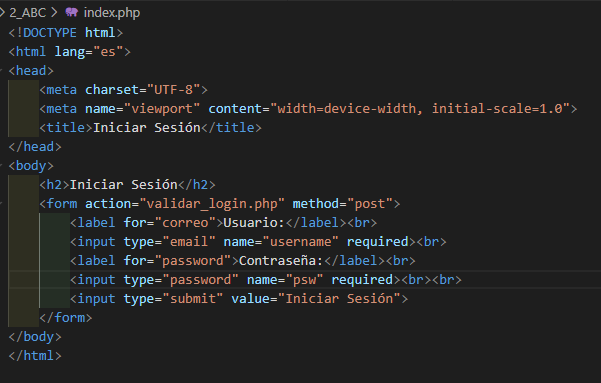 2_ABC > index.php
<!DOCTYPE html>
<html lang="es">
<head>
    <meta charset="UTF-8">
    <meta name="viewport" content="width=device-width, initial-scale=1.0">
    <title>Iniciar Sesión</title>
</head>
<body>
    <h2>Iniciar Sesión</h2>
    <form action="validar_login.php" method="post">
        <label for="correo">Usuario:</label><br>
        <input type="email" name="username" required><br>
        <label for="password">Contraseña:</label><br>
        <input type="password" name="psw" required><br><br>
        <input type="submit" value="Iniciar Sesión">
    </form>
</body>
</html>